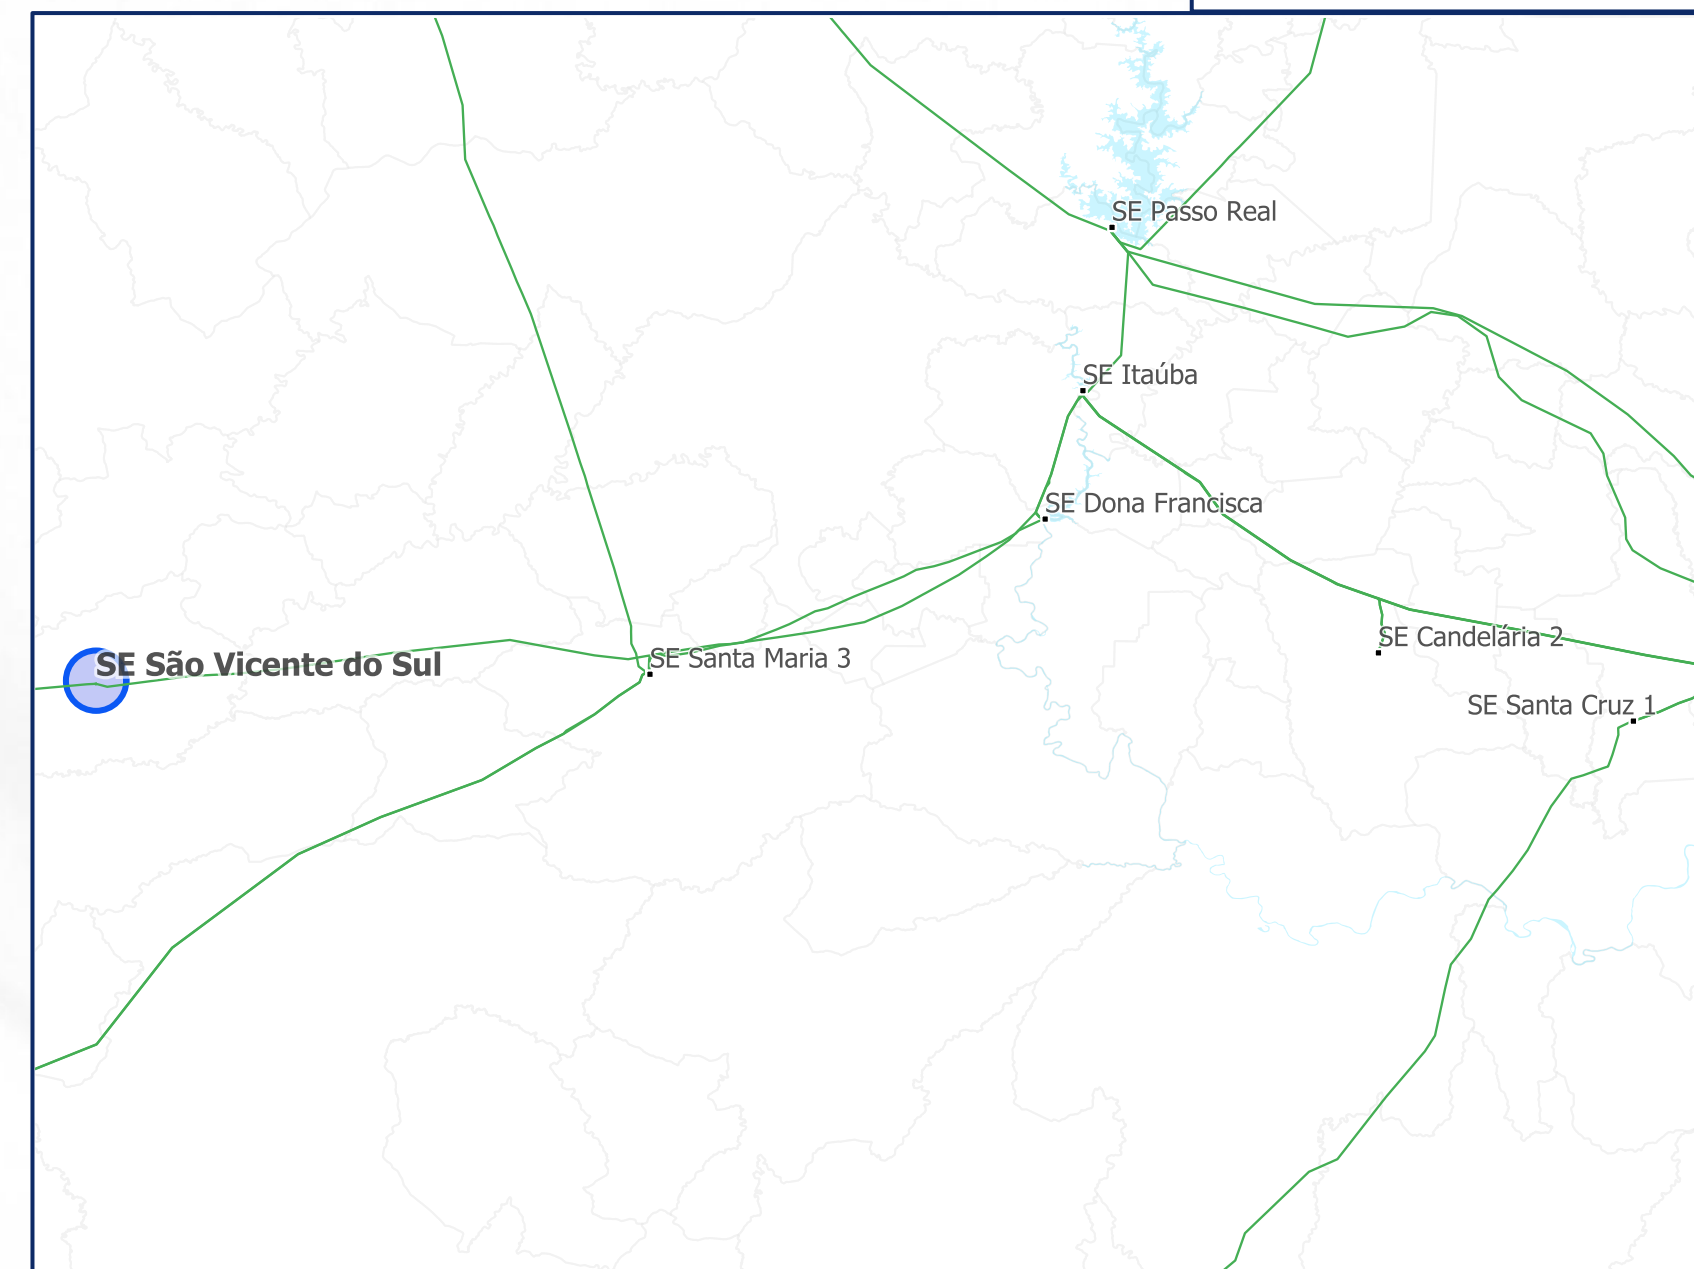 SE Passo Real
SE Itaúba
SE Dona Francisca
SE Candelária 2
SE São Vicente do Sul
SE Santa Maria 3
SE Santa Cruz 1